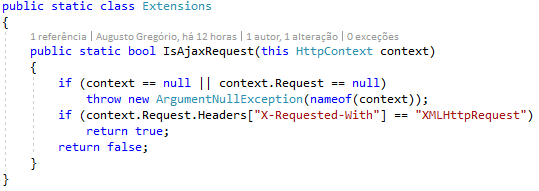 public static class Extensions
{
1 referência | Augusto Gregório, há 12 horas | 1 autor, 1 alteração | 0 exceções
public static bool IsAjaxRequest(this HttpContext context)
{
if (context == null || context.Request == null)
throw new ArgumentNullException(nameof(context));
if (context.Request.Headers["X-Requested-With"] == "XMLHttpRequest")
return true;
return false;
}
}